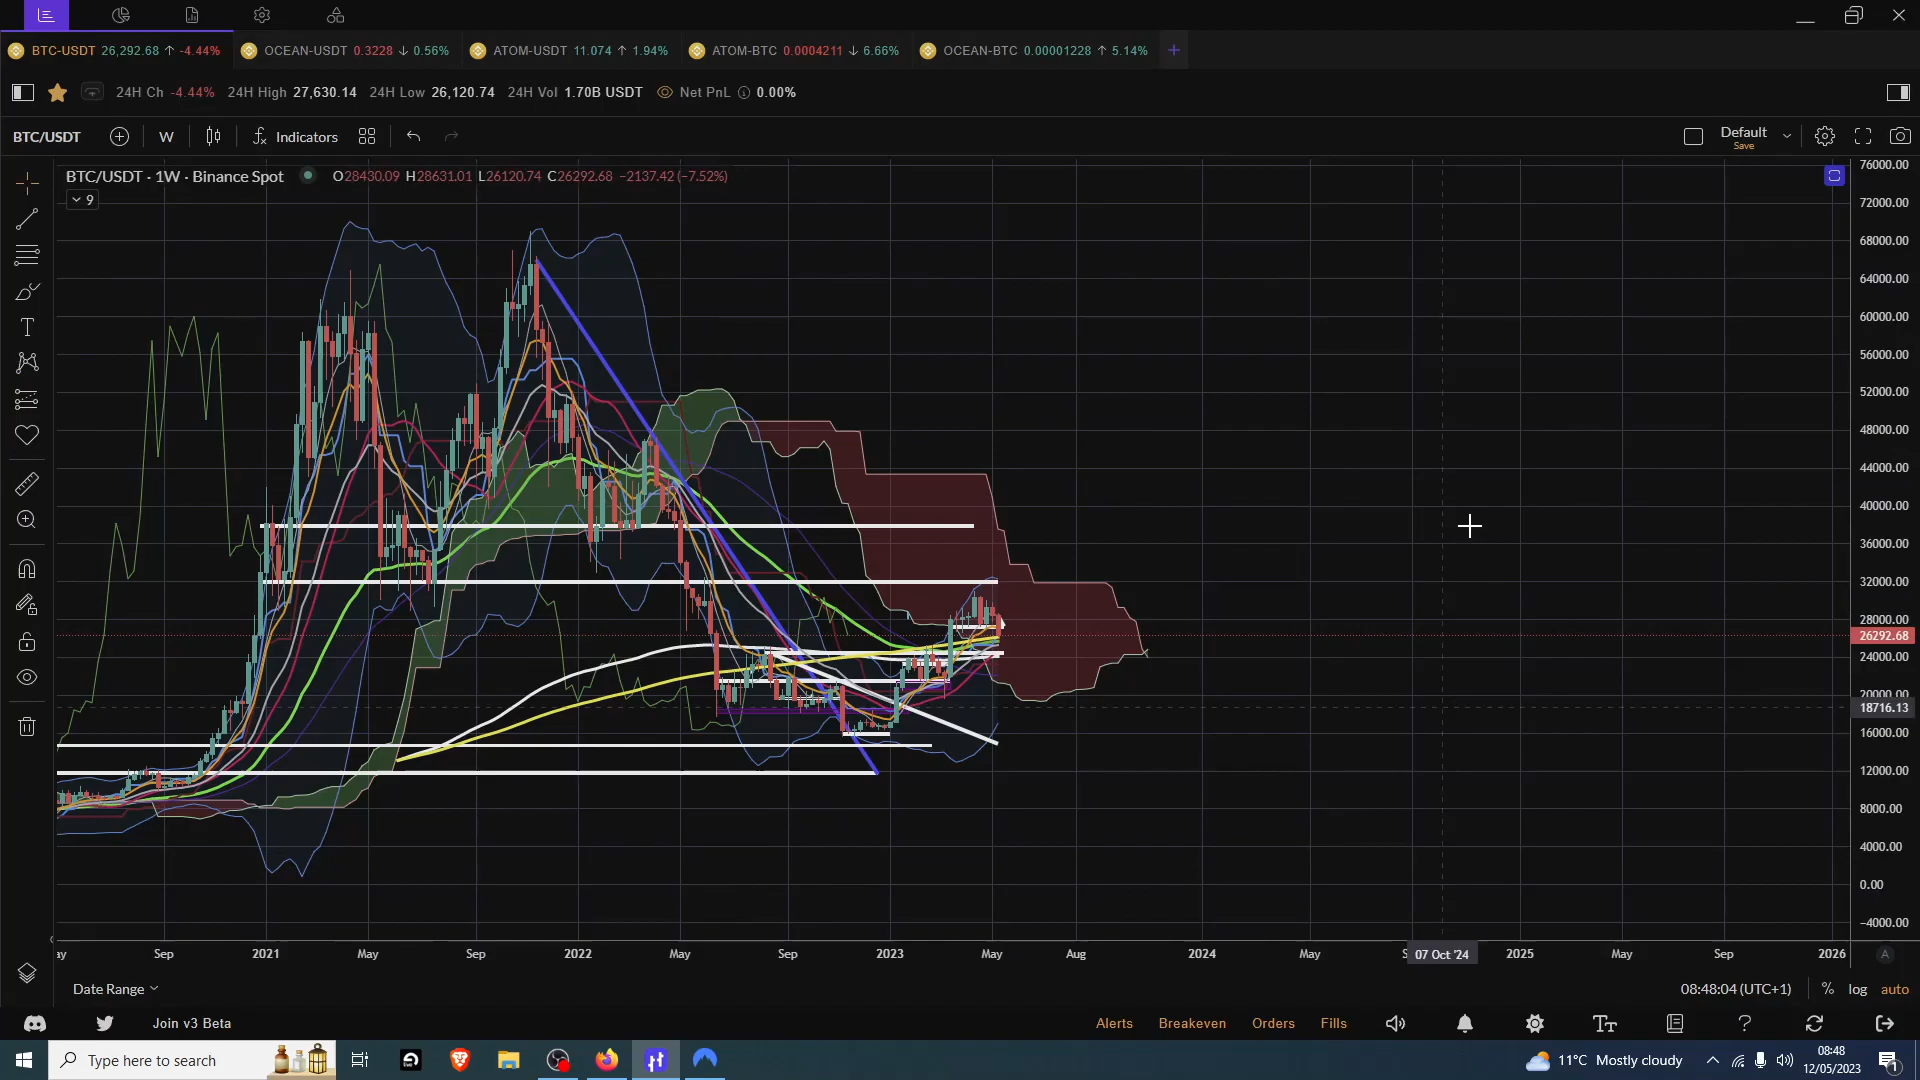 BTC-USDT 26,292.68 ↑ -4.44% OCEAN-USDT 0.3228 ↓ 0.56% ATOM-USDT 11.074 ↑ 1.94% ATOM-BTC 0.0004211 ↓ 6.66% OCEAN-BTC 0.00001228 ↑ 5.14% +
24H Ch -4.44% 24H High 27,630.14 24H Low 26,120.74 24H Vol 1.70B USDT Net PnL 0.00%
BTC/USDT W Indicators Default
Save
BTC/USDT · 1W · Binance Spot O28430.09 H28631.01 L26120.74 C26292.68 −2137.42 (−7.52%)
9
76000.00
72000.00
68000.00
64000.00
60000.00
56000.00
52000.00
48000.00
44000.00
40000.00
36000.00
32000.00
28000.00
26292.68
24000.00
20000.00
18716.13
16000.00
12000.00
8000.00
4000.00
0.00
−4000.00
ay Sep 2021 May Sep 2022 May Sep 2023 May Aug 2024 May S 07 Oct '24 2025 May Sep 2026 A
Date Range 08:48:04 (UTC+1) % log auto
Join v3 Beta Alerts Breakeven Orders Fills
Type here to search 11°C Mostly cloudy 08:48
12/05/2023 1